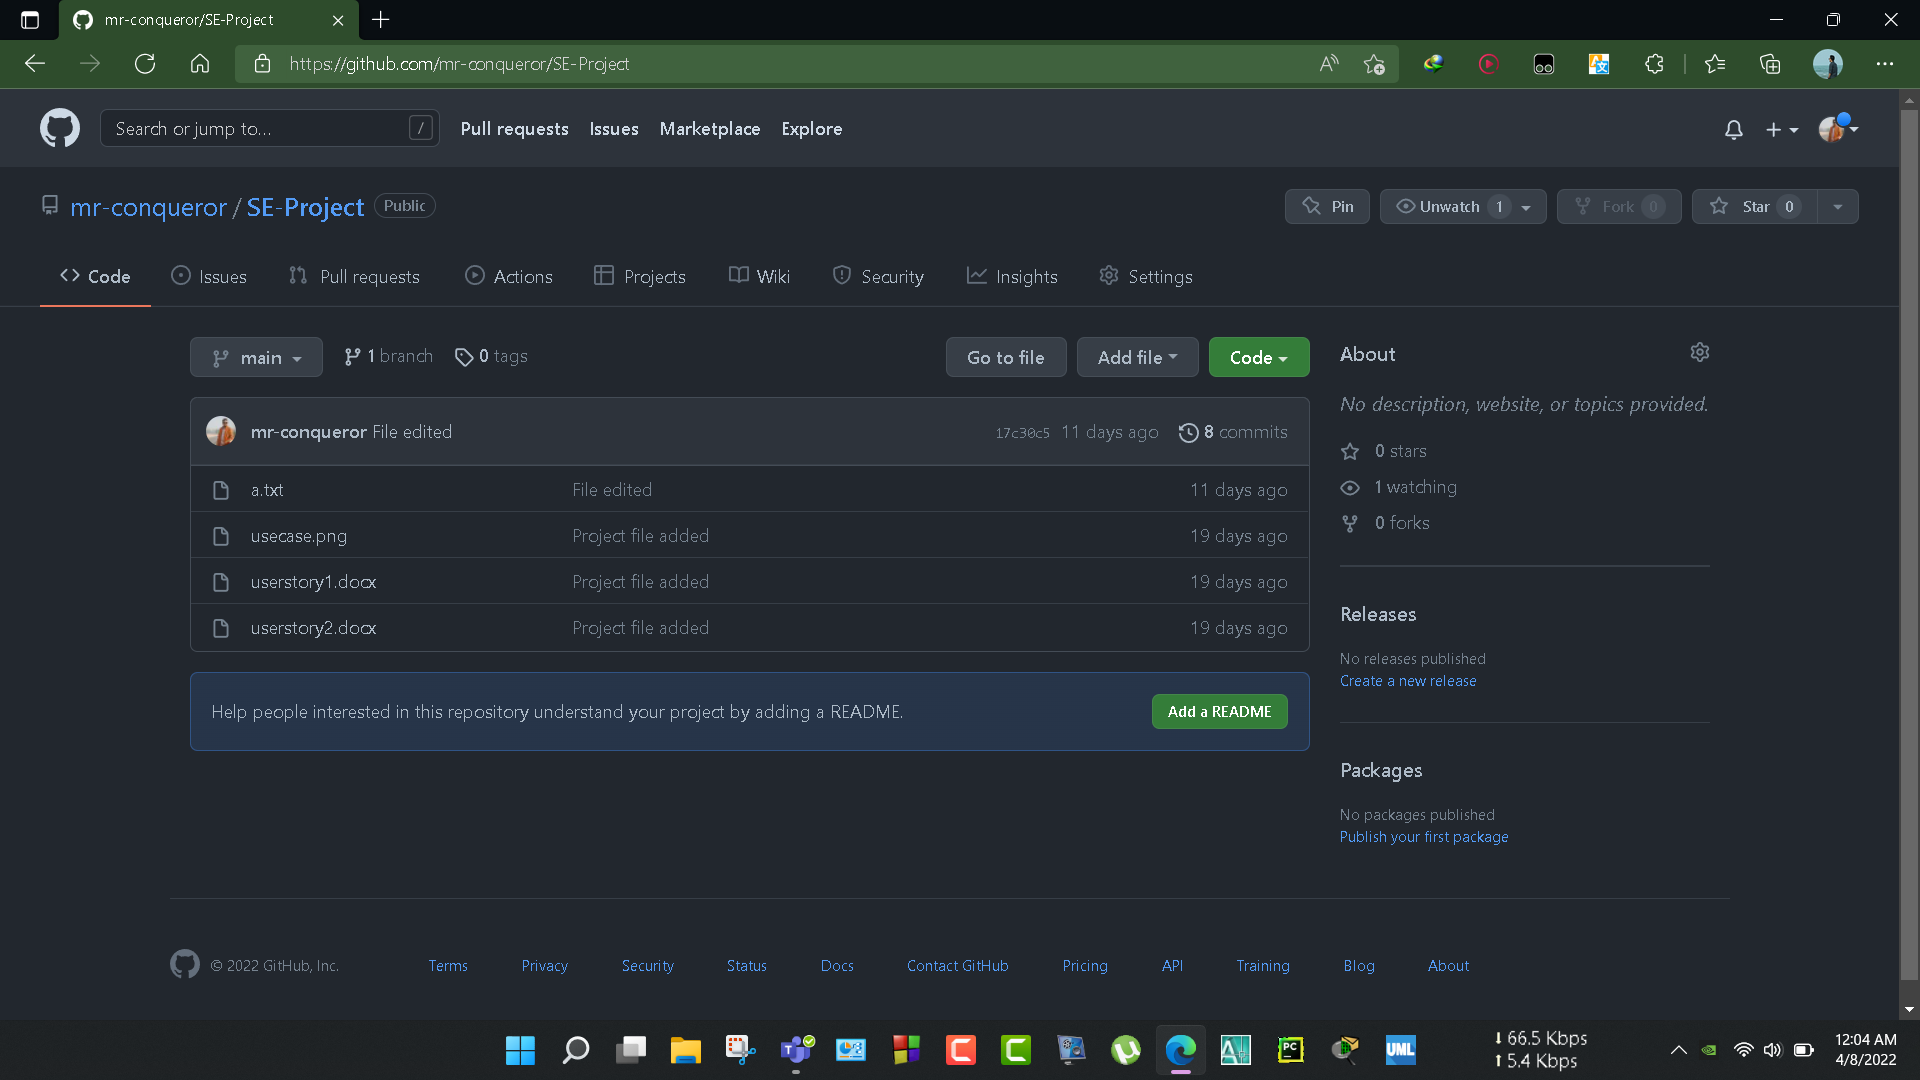 mr-conqueror/SE-Project
https://github.com/mr-conqueror/SE-Project
Search or jump to...
/
Pull requests
Issues
Marketplace
Explore
mr-conqueror / SE-Project Public
Pin
Unwatch 1
Fork 0
Star 0
Code
Issues
Pull requests
Actions
Projects
Wiki
Security
Insights
Settings
main
1 branch
0 tags
Go to file
Add file
Code
About
No description, website, or topics provided.
mr-conqueror File edited 17c30c5 11 days ago 8 commits
a.txt File edited 11 days ago
usecase.png Project file added 19 days ago
userstory1.docx Project file added 19 days ago
userstory2.docx Project file added 19 days ago
0 stars
1 watching
0 forks
Help people interested in this repository understand your project by adding a README.
Add a README
Releases
No releases published
Create a new release
Packages
No packages published
Publish your first package
© 2022 GitHub, Inc.
Terms
Privacy
Security
Status
Docs
Contact GitHub
Pricing
API
Training
Blog
About
PC
UML
66.5 Kbps
5.4 Kbps
12:04 AM
4/8/2022